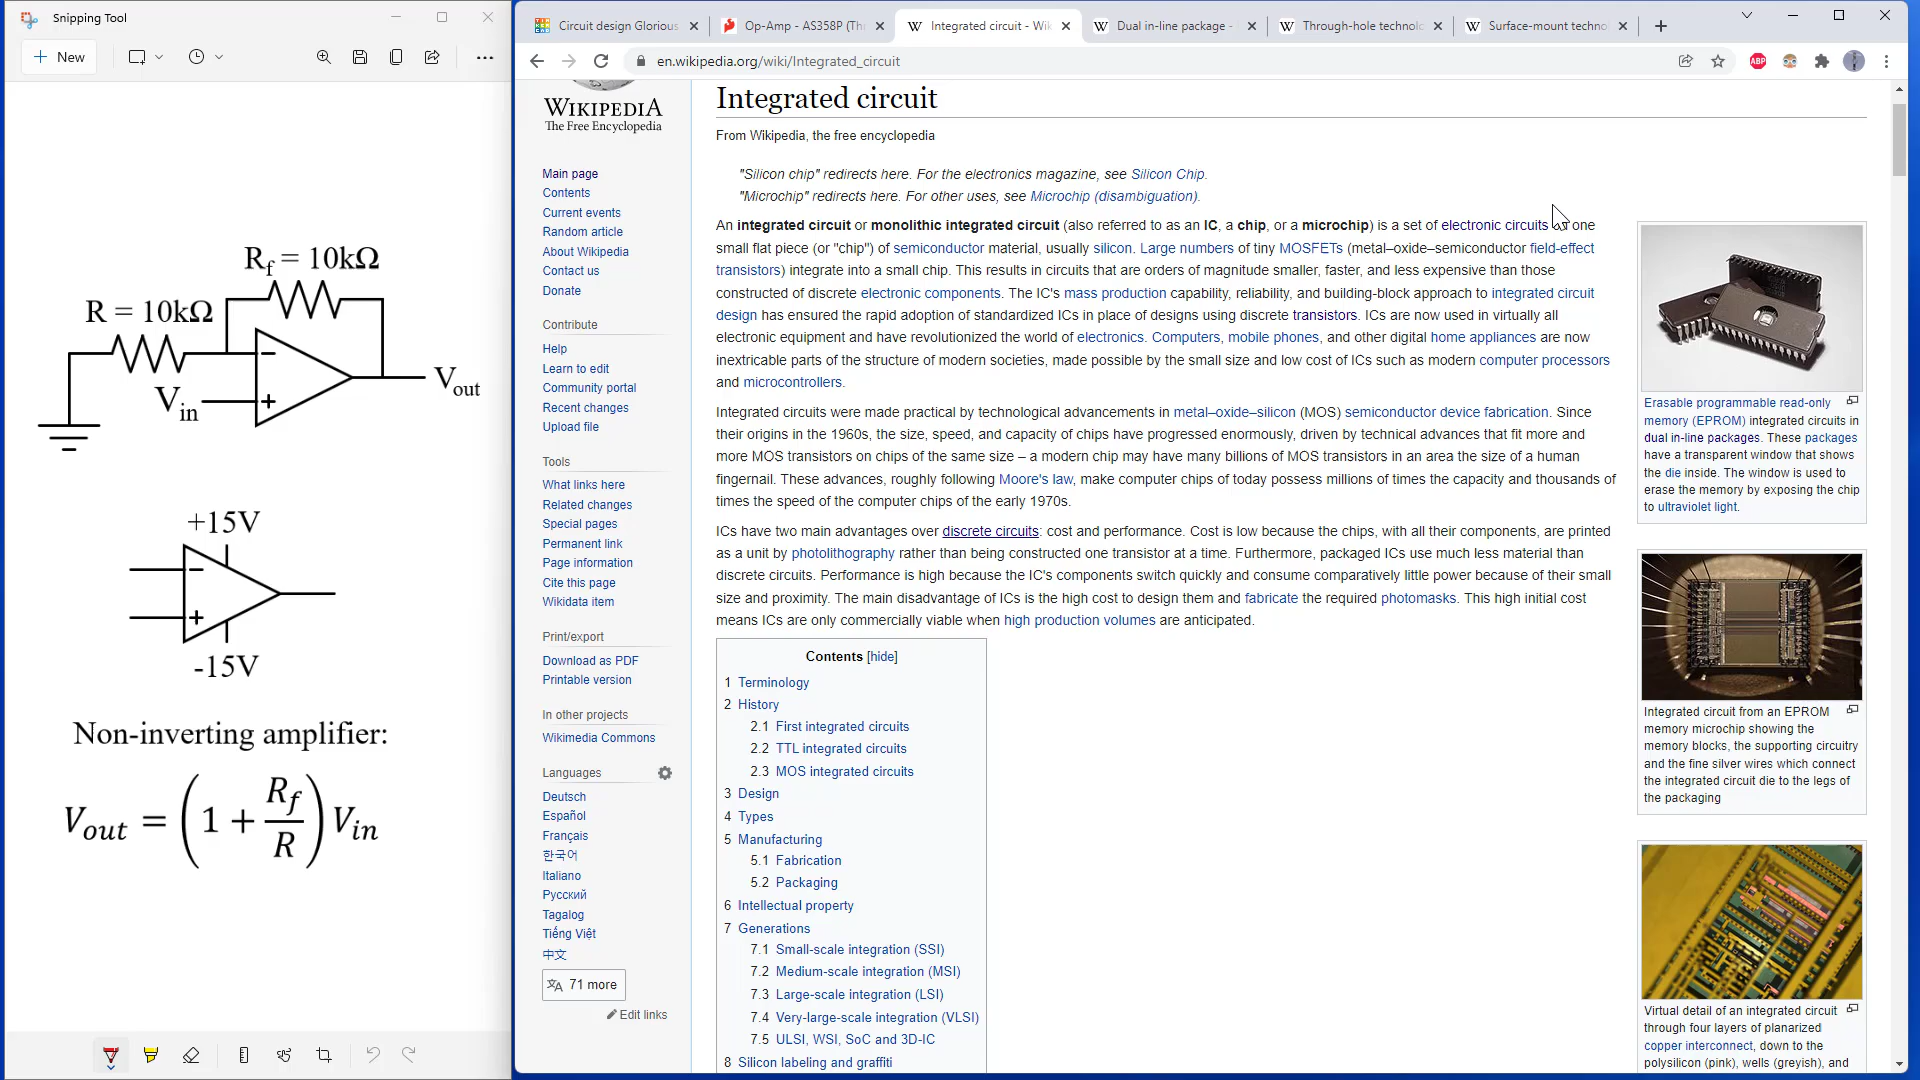 Snipping Tool
New
R_f = 10kΩ
R = 10kΩ
V_in
V_out
+15V
-15V
Non-inverting amplifier:
V_out = (1 + R_f/R) V_in
Circuit design Glorious
Op-Amp - AS358P (Th
Integrated circuit - Wik
Dual in-line package -
Through-hole technolo
Surface-mount techno
en.wikipedia.org/wiki/Integrated_circuit
ABP
WIKIPEDIA
The Free Encyclopedia
Main page
Contents
Current events
Random article
About Wikipedia
Contact us
Donate
Contribute
Help
Learn to edit
Community portal
Recent changes
Upload file
Tools
What links here
Related changes
Special pages
Permanent link
Page information
Cite this page
Wikidata item
Print/export
Download as PDF
Printable version
In other projects
Wikimedia Commons
Languages
Deutsch
Español
Français
한국어
Italiano
Русский
Tagalog
Tiếng Việt
中文
71 more
Edit links
Integrated circuit
From Wikipedia, the free encyclopedia
"Silicon chip" redirects here. For the electronics magazine, see Silicon Chip.
"Microchip" redirects here. For other uses, see Microchip (disambiguation).
An integrated circuit or monolithic integrated circuit (also referred to as an IC, a chip, or a microchip) is a set of electronic circuits one
small flat piece (or "chip") of semiconductor material, usually silicon. Large numbers of tiny MOSFETs (metal–oxide–semiconductor field-effect
transistors) integrate into a small chip. This results in circuits that are orders of magnitude smaller, faster, and less expensive than those
constructed of discrete electronic components. The IC's mass production capability, reliability, and building-block approach to integrated circuit
design has ensured the rapid adoption of standardized ICs in place of designs using discrete transistors. ICs are now used in virtually all
electronic equipment and have revolutionized the world of electronics. Computers, mobile phones, and other digital home appliances are now
inextricable parts of the structure of modern societies, made possible by the small size and low cost of ICs such as modern computer processors
and microcontrollers.
Integrated circuits were made practical by technological advancements in metal–oxide–silicon (MOS) semiconductor device fabrication. Since
their origins in the 1960s, the size, speed, and capacity of chips have progressed enormously, driven by technical advances that fit more and
more MOS transistors on chips of the same size – a modern chip may have many billions of MOS transistors in an area the size of a human
fingernail. These advances, roughly following Moore's law, make computer chips of today possess millions of times the capacity and thousands of
times the speed of the computer chips of the early 1970s.
ICs have two main advantages over discrete circuits: cost and performance. Cost is low because the chips, with all their components, are printed
as a unit by photolithography rather than being constructed one transistor at a time. Furthermore, packaged ICs use much less material than
discrete circuits. Performance is high because the IC's components switch quickly and consume comparatively little power because of their small
size and proximity. The main disadvantage of ICs is the high cost to design them and fabricate the required photomasks. This high initial cost
means ICs are only commercially viable when high production volumes are anticipated.
Contents [hide]
1 Terminology
2 History
2.1 First integrated circuits
2.2 TTL integrated circuits
2.3 MOS integrated circuits
3 Design
4 Types
5 Manufacturing
5.1 Fabrication
5.2 Packaging
6 Intellectual property
7 Generations
7.1 Small-scale integration (SSI)
7.2 Medium-scale integration (MSI)
7.3 Large-scale integration (LSI)
7.4 Very-large-scale integration (VLSI)
7.5 ULSI, WSI, SoC and 3D-IC
8 Silicon labeling and graffiti
Erasable programmable read-only
memory (EPROM) integrated circuits in
dual in-line packages. These packages
have a transparent window that shows
the die inside. The window is used to
erase the memory by exposing the chip
to ultraviolet light.
Integrated circuit from an EPROM
memory microchip showing the
memory blocks, the supporting circuitry
and the fine silver wires which connect
the integrated circuit die to the legs of
the packaging
Virtual detail of an integrated circuit
through four layers of planarized
copper interconnect, down to the
polysilicon (pink), wells (greyish), and